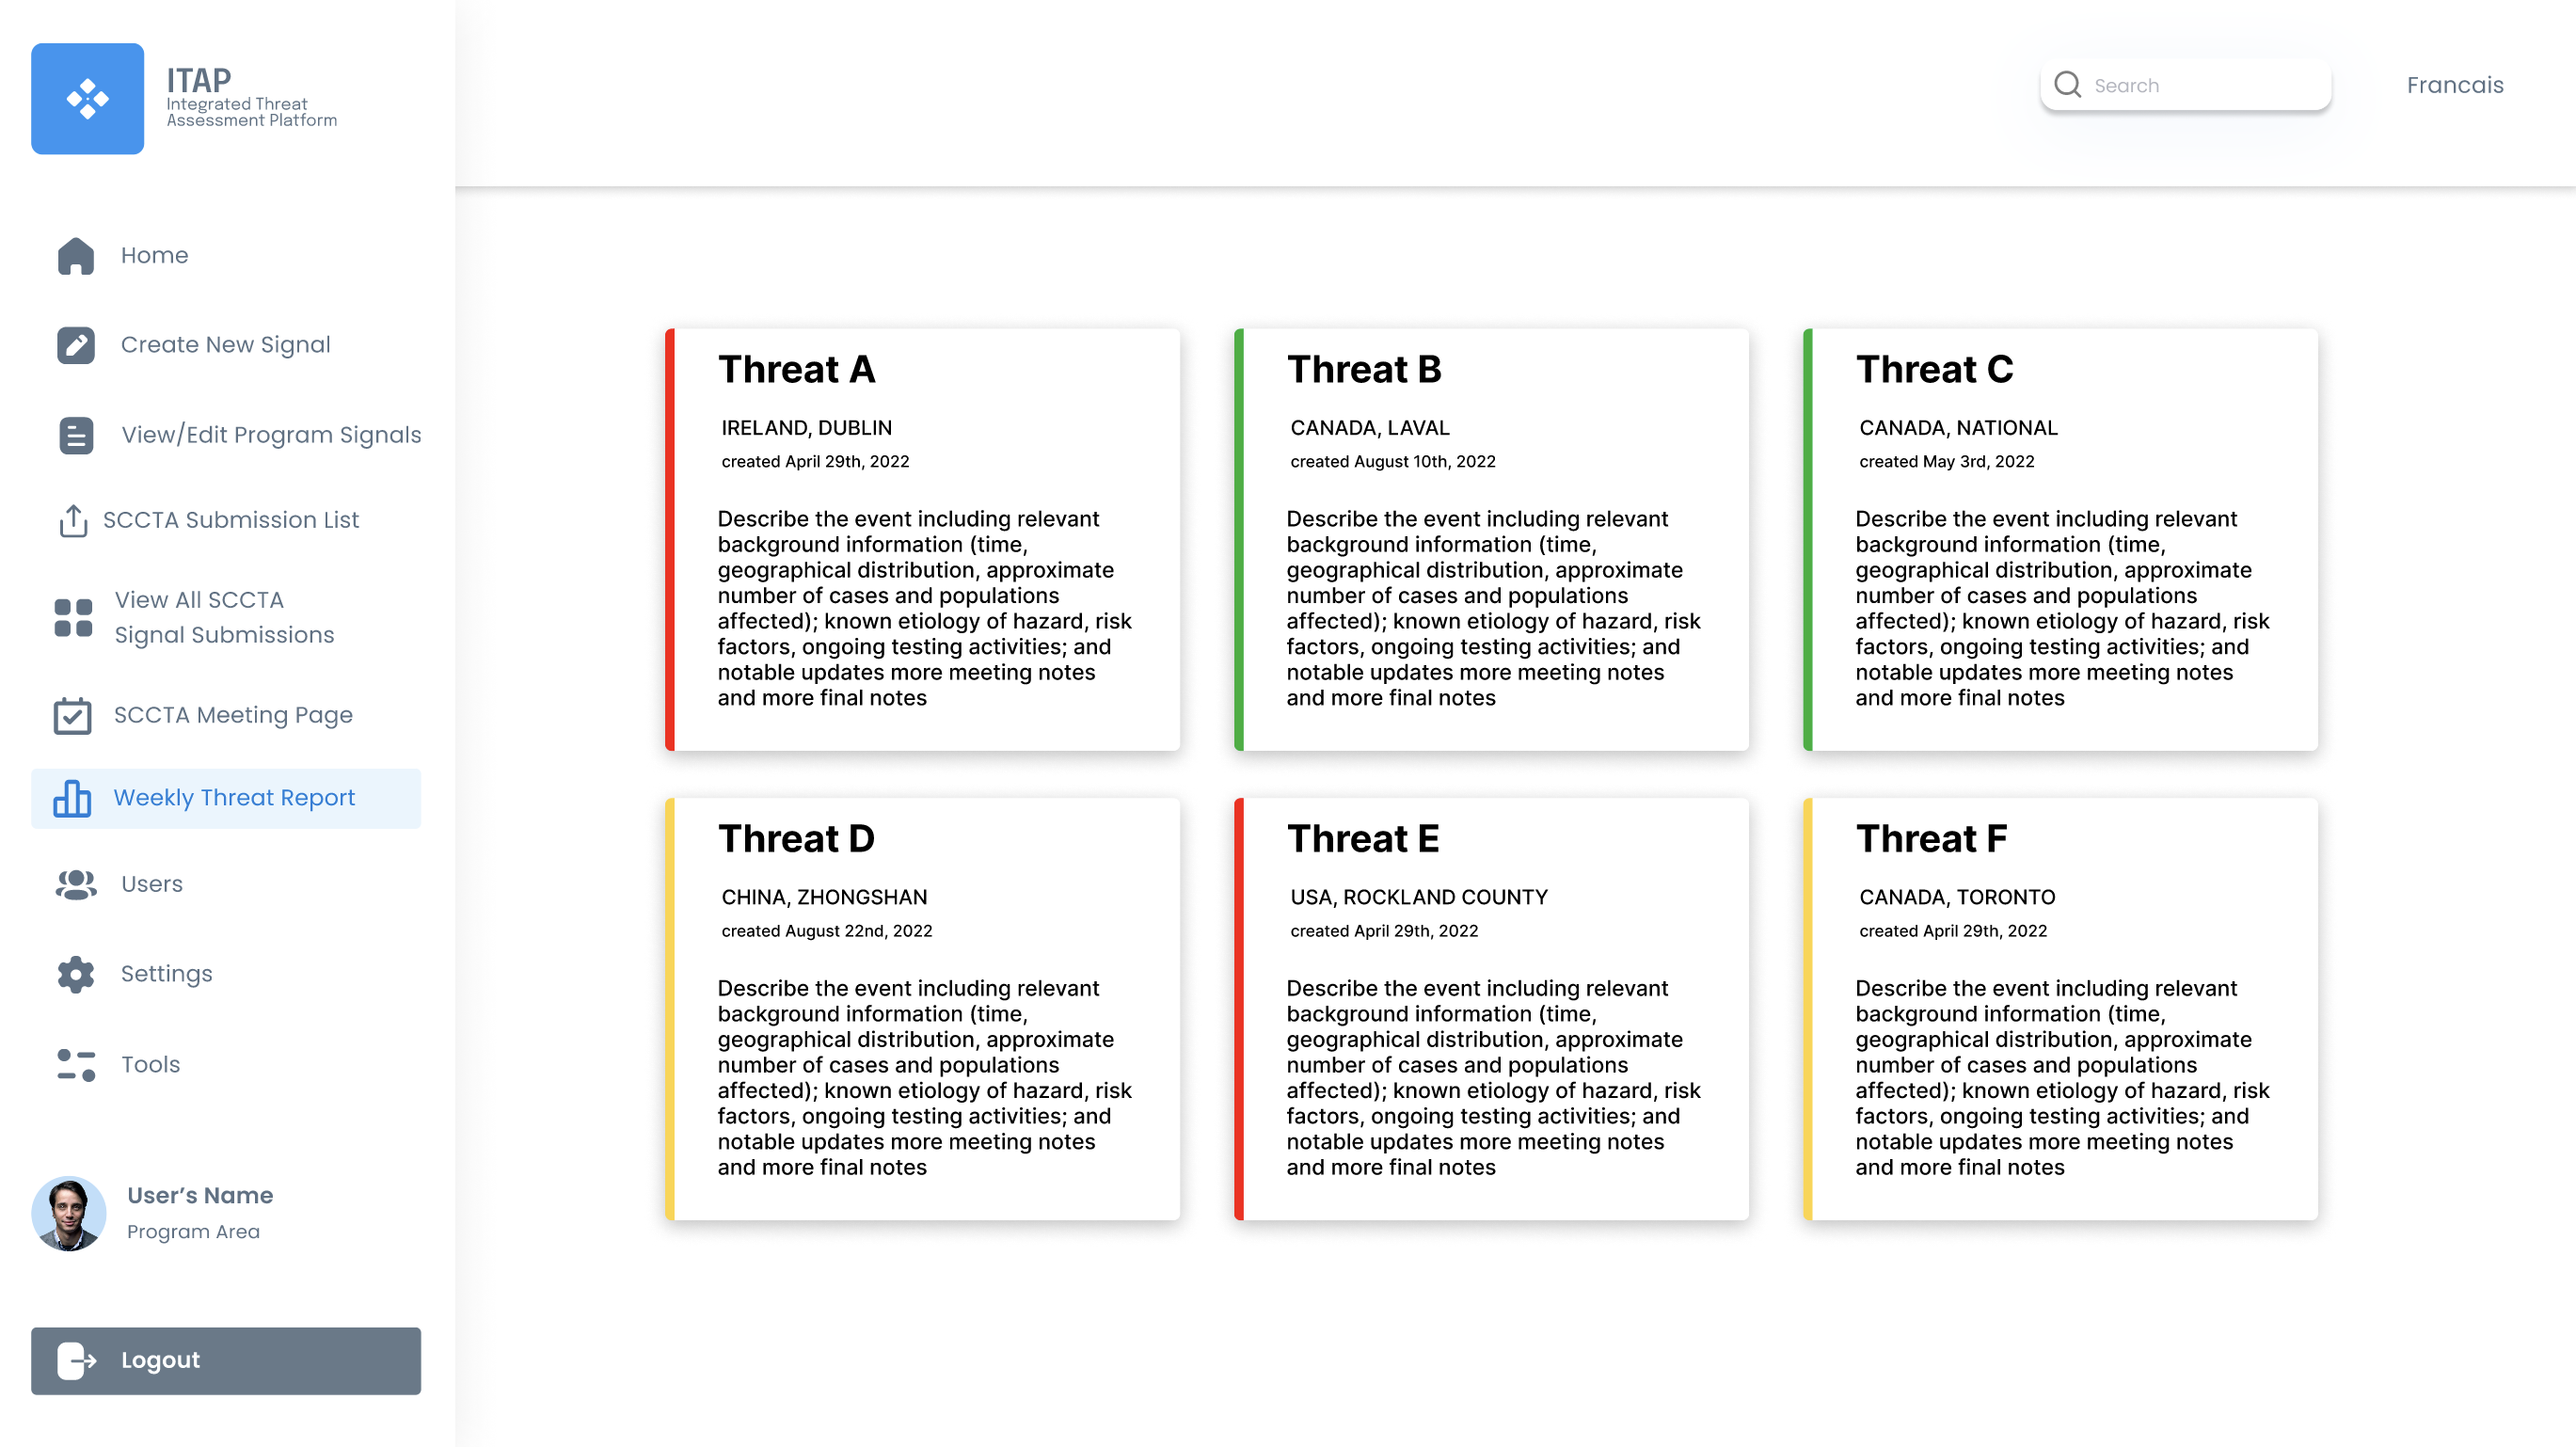 ITAP
Integrated Threat
Assessment Platform
Search
Francais
Home
Create New Signal
View/Edit Program Signals
SCCTA Submission List
View All SCCTA
Signal Submissions
SCCTA Meeting Page
Weekly Threat Report
Users
Settings
Tools
User’s Name
Program Area
Logout
Threat A
IRELAND, DUBLIN
created April 29th, 2022
Describe the event including relevant
background information (time,
geographical distribution, approximate
number of cases and populations
affected); known etiology of hazard, risk
factors, ongoing testing activities; and
notable updates more meeting notes
and more final notes
Threat B
CANADA, LAVAL
created August 10th, 2022
Describe the event including relevant
background information (time,
geographical distribution, approximate
number of cases and populations
affected); known etiology of hazard, risk
factors, ongoing testing activities; and
notable updates more meeting notes
and more final notes
Threat C
CANADA, NATIONAL
created May 3rd, 2022
Describe the event including relevant
background information (time,
geographical distribution, approximate
number of cases and populations
affected); known etiology of hazard, risk
factors, ongoing testing activities; and
notable updates more meeting notes
and more final notes
Threat D
CHINA, ZHONGSHAN
created August 22nd, 2022
Describe the event including relevant
background information (time,
geographical distribution, approximate
number of cases and populations
affected); known etiology of hazard, risk
factors, ongoing testing activities; and
notable updates more meeting notes
and more final notes
Threat E
USA, ROCKLAND COUNTY
created April 29th, 2022
Describe the event including relevant
background information (time,
geographical distribution, approximate
number of cases and populations
affected); known etiology of hazard, risk
factors, ongoing testing activities; and
notable updates more meeting notes
and more final notes
Threat F
CANADA, TORONTO
created April 29th, 2022
Describe the event including relevant
background information (time,
geographical distribution, approximate
number of cases and populations
affected); known etiology of hazard, risk
factors, ongoing testing activities; and
notable updates more meeting notes
and more final notes